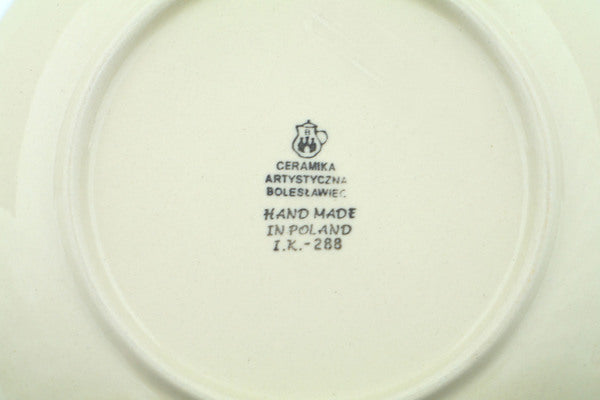 B
CERAMIKA
ARTYSTYCZNA
BOLESŁAWIEC
HAND MADE
IN POLAND
I.K.-288